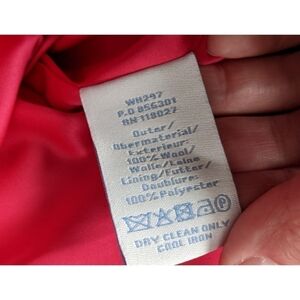 WH297
P.O 856301
RN 118027
Outer/
Obermaterial/
Exterieur:
100% Wool/
Wolle/Laine
Lining/Futter/
Doublure:
100% Polyester
DRY CLEAN ONLY
COOL IRON